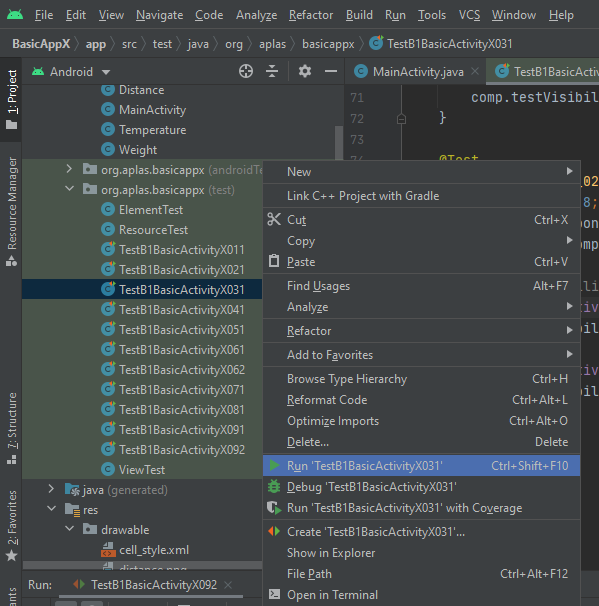 File Edit View Navigate Code Analyze Refactor Build Run Tools VCS Window Help
BasicAppX app src test java org aplas basicappx TestB1BasicActivityX031
1: Project
Resource Manager
Z: Structure
2: Favorites
Android
MainActivity.java
TestB1BasicActivi
Distance
MainActivity
Temperature
Weight
org.aplas.basicappx (androidTe
org.aplas.basicappx (test)
ElementTest
ResourceTest
TestB1BasicActivityX011
TestB1BasicActivityX021
TestB1BasicActivityX031
TestB1BasicActivityX041
TestB1BasicActivityX051
TestB1BasicActivityX061
TestB1BasicActivityX062
TestB1BasicActivityX071
TestB1BasicActivityX081
TestB1BasicActivityX091
TestB1BasicActivityX092
ViewTest
java (generated)
res
drawable
cell_style.xml
distance.png
71 comp.testVisibil
72 }
73
@Test
New
Link C++ Project with Gradle
Cut Ctrl+X
Copy
Paste Ctrl+V
Find Usages Alt+F7
Analyze
Refactor
Add to Favorites
Browse Type Hierarchy Ctrl+H
Reformat Code Ctrl+Alt+L
Optimize Imports Ctrl+Alt+O
Delete... Delete
Run 'TestB1BasicActivityX031' Ctrl+Shift+F10
Debug 'TestB1BasicActivityX031'
Run 'TestB1BasicActivityX031' with Coverage
Create 'TestB1BasicActivityX031'...
Show in Explorer
File Path Ctrl+Alt+F12
Open in Terminal
Run: TestB1BasicActivityX092